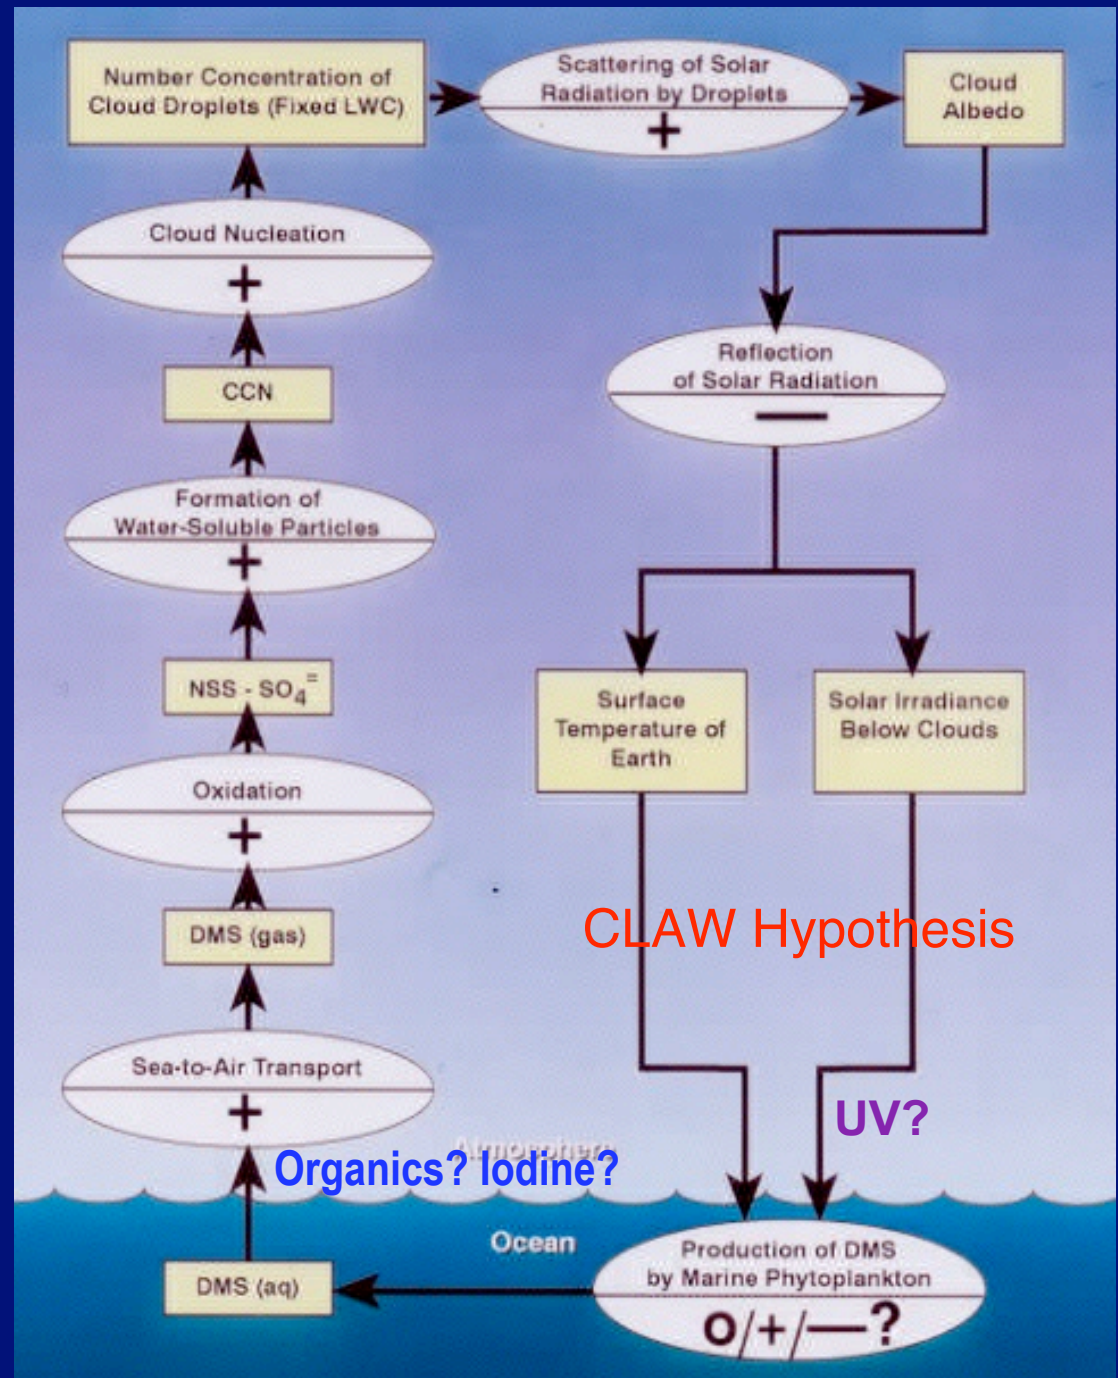 Number Concentration of
Cloud Droplets (Fixed LWC)
Scattering of Solar
Radiation by Droplets
+
Cloud
Albedo
Cloud Nucleation
+
Reflection
of Solar Radiation
—
CCN
Formation of
Water-Soluble Particles
+
NSS - SO₄⁼
Surface
Temperature of
Earth
Solar Irradiance
Below Clouds
Oxidation
+
DMS (gas)
CLAW Hypothesis
Sea-to-Air Transport
+
UV?
Atmosphere
Organics? Iodine?
Ocean
Production of DMS
by Marine Phytoplankton
O/+/—?
DMS (aq)